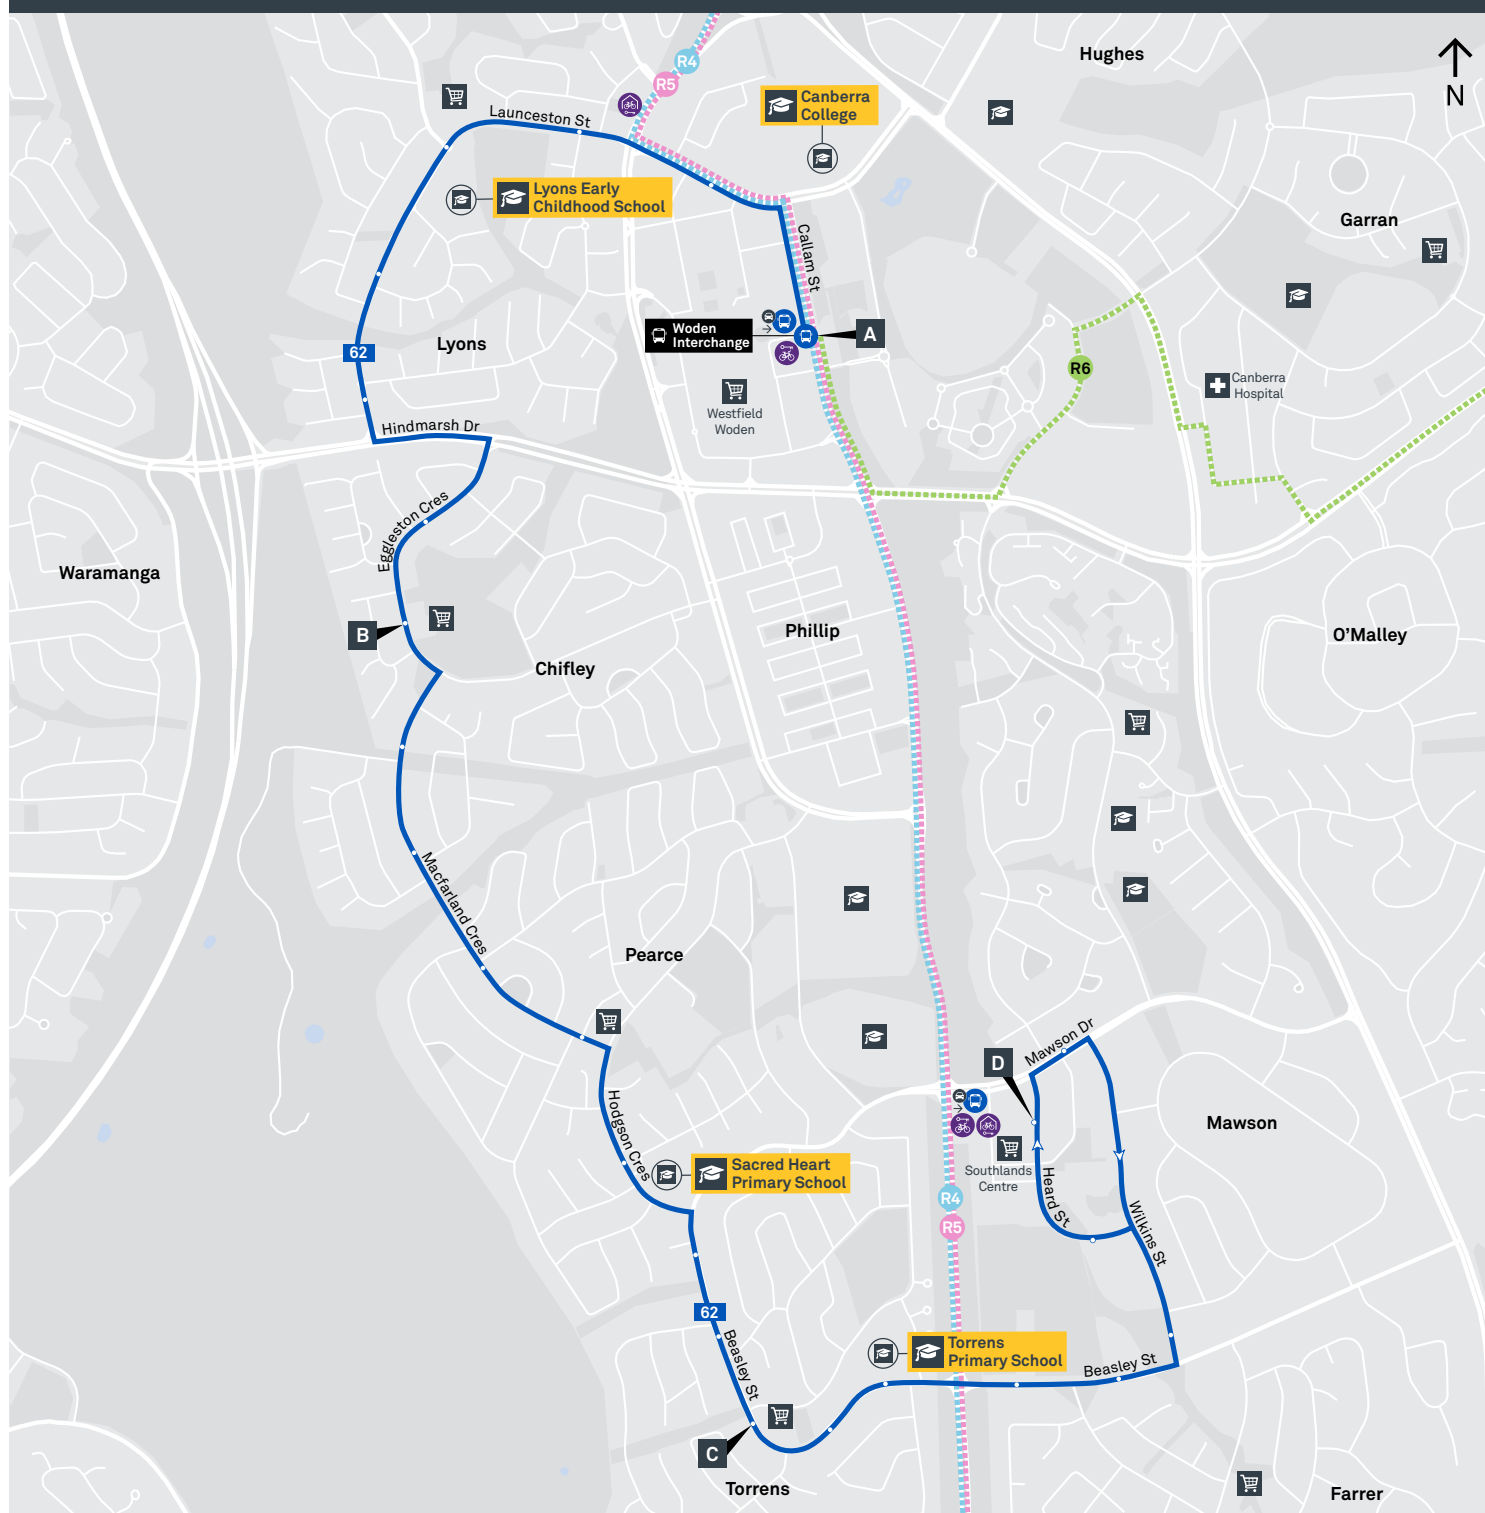 Hughes
R4
R5
N
Canberra
College
Launceston St
Lyons Early
Childhood School
Garran
Callam St
Woden
Interchange
A
Lyons
62
R6
Canberra
Hospital
Westfield
Woden
Hindmarsh Dr
Eggleston Cres
Waramanga
B
Phillip
O'Malley
Chifley
Macfarland Cres
Pearce
Mawson Dr
D
Hodgson Cres
Mawson
Sacred Heart
Primary School
Southlands
Centre
Heard St
R4
R5
Wilkins St
62
Beasley St
Torrens
Primary School
Beasley St
C
Torrens
Farrer